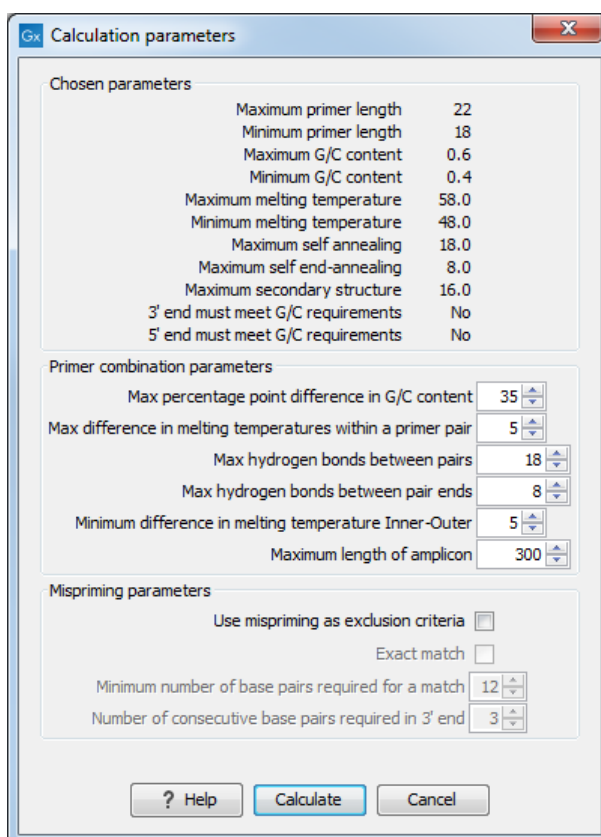 Gx Calculation parameters
Chosen parameters
Maximum primer length 22
Minimum primer length 18
Maximum G/C content 0.6
Minimum G/C content 0.4
Maximum melting temperature 58.0
Minimum melting temperature 48.0
Maximum self annealing 18.0
Maximum self end-annealing 8.0
Maximum secondary structure 16.0
3' end must meet G/C requirements No
5' end must meet G/C requirements No
Primer combination parameters
Max percentage point difference in G/C content 35
Max difference in melting temperatures within a primer pair 5
Max hydrogen bonds between pairs 18
Max hydrogen bonds between pair ends 8
Minimum difference in melting temperature Inner-Outer 5
Maximum length of amplicon 300
Mispriming parameters
Use mispriming as exclusion criteria
Exact match
Minimum number of base pairs required for a match 12
Number of consecutive base pairs required in 3' end 3
? Help Calculate Cancel